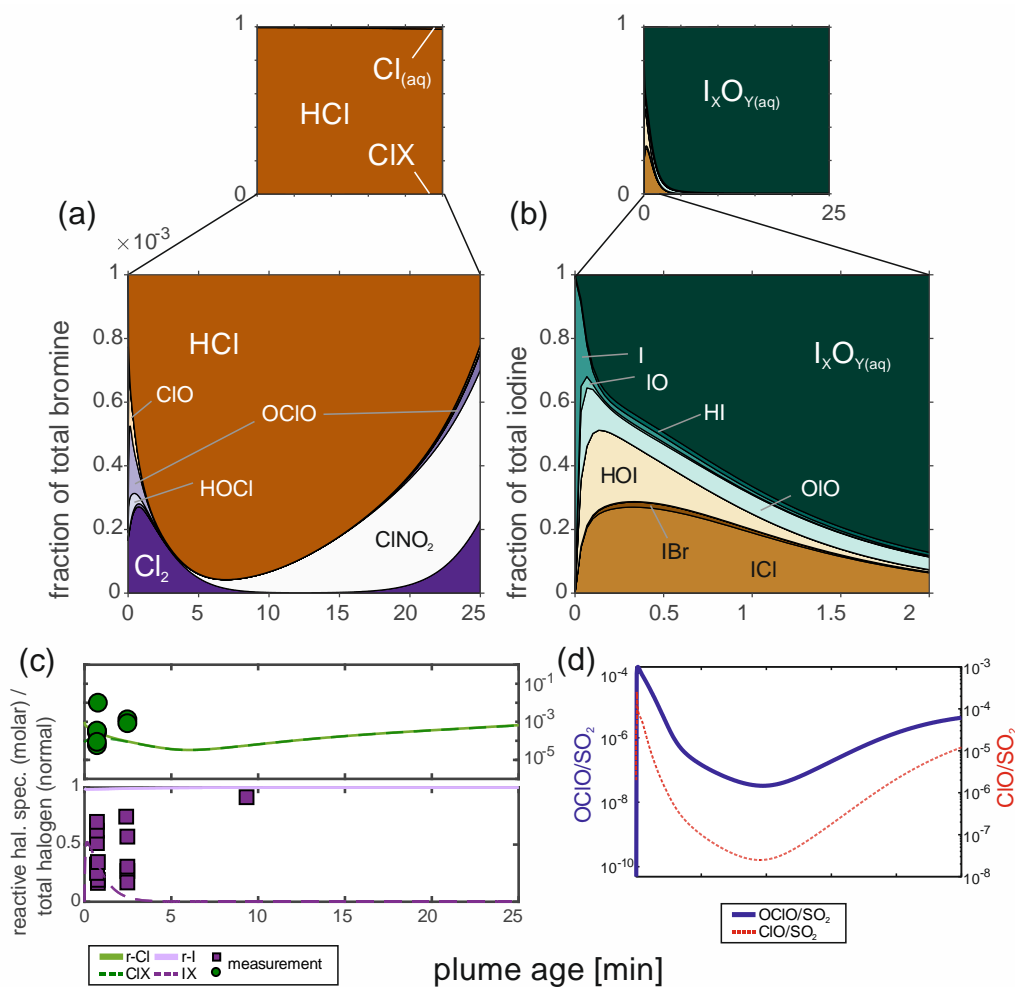 1
0
Cl(aq)
HCl
ClX
1
0
IXOY(aq)
0
25
(a)
(b)
×10-3
fraction of total bromine
1
0.8
0.6
0.4
0.2
0
HCl
ClO
OClO
HOCl
Cl2
ClNO2
0 5 10 15 20 25
fraction of total iodine
1
0.8
0.6
0.4
0.2
0
I
IO
HI
IXOY(aq)
HOI
OIO
IBr
ICl
0 0.5 1 1.5 2
(c)
reactive hal. spec. (molar) /
total halogen (normal)
10-1
10-3
10-5
1
0.5
0
0 5 10 15 20 25
(d)
OClO/SO2
10-4
10-6
10-8
10-10
10-3
10-4
10-5
10-6
10-7
10-8
ClO/SO2
r-Cl r-I measurement
ClX IX
OClO/SO2
ClO/SO2
plume age [min]